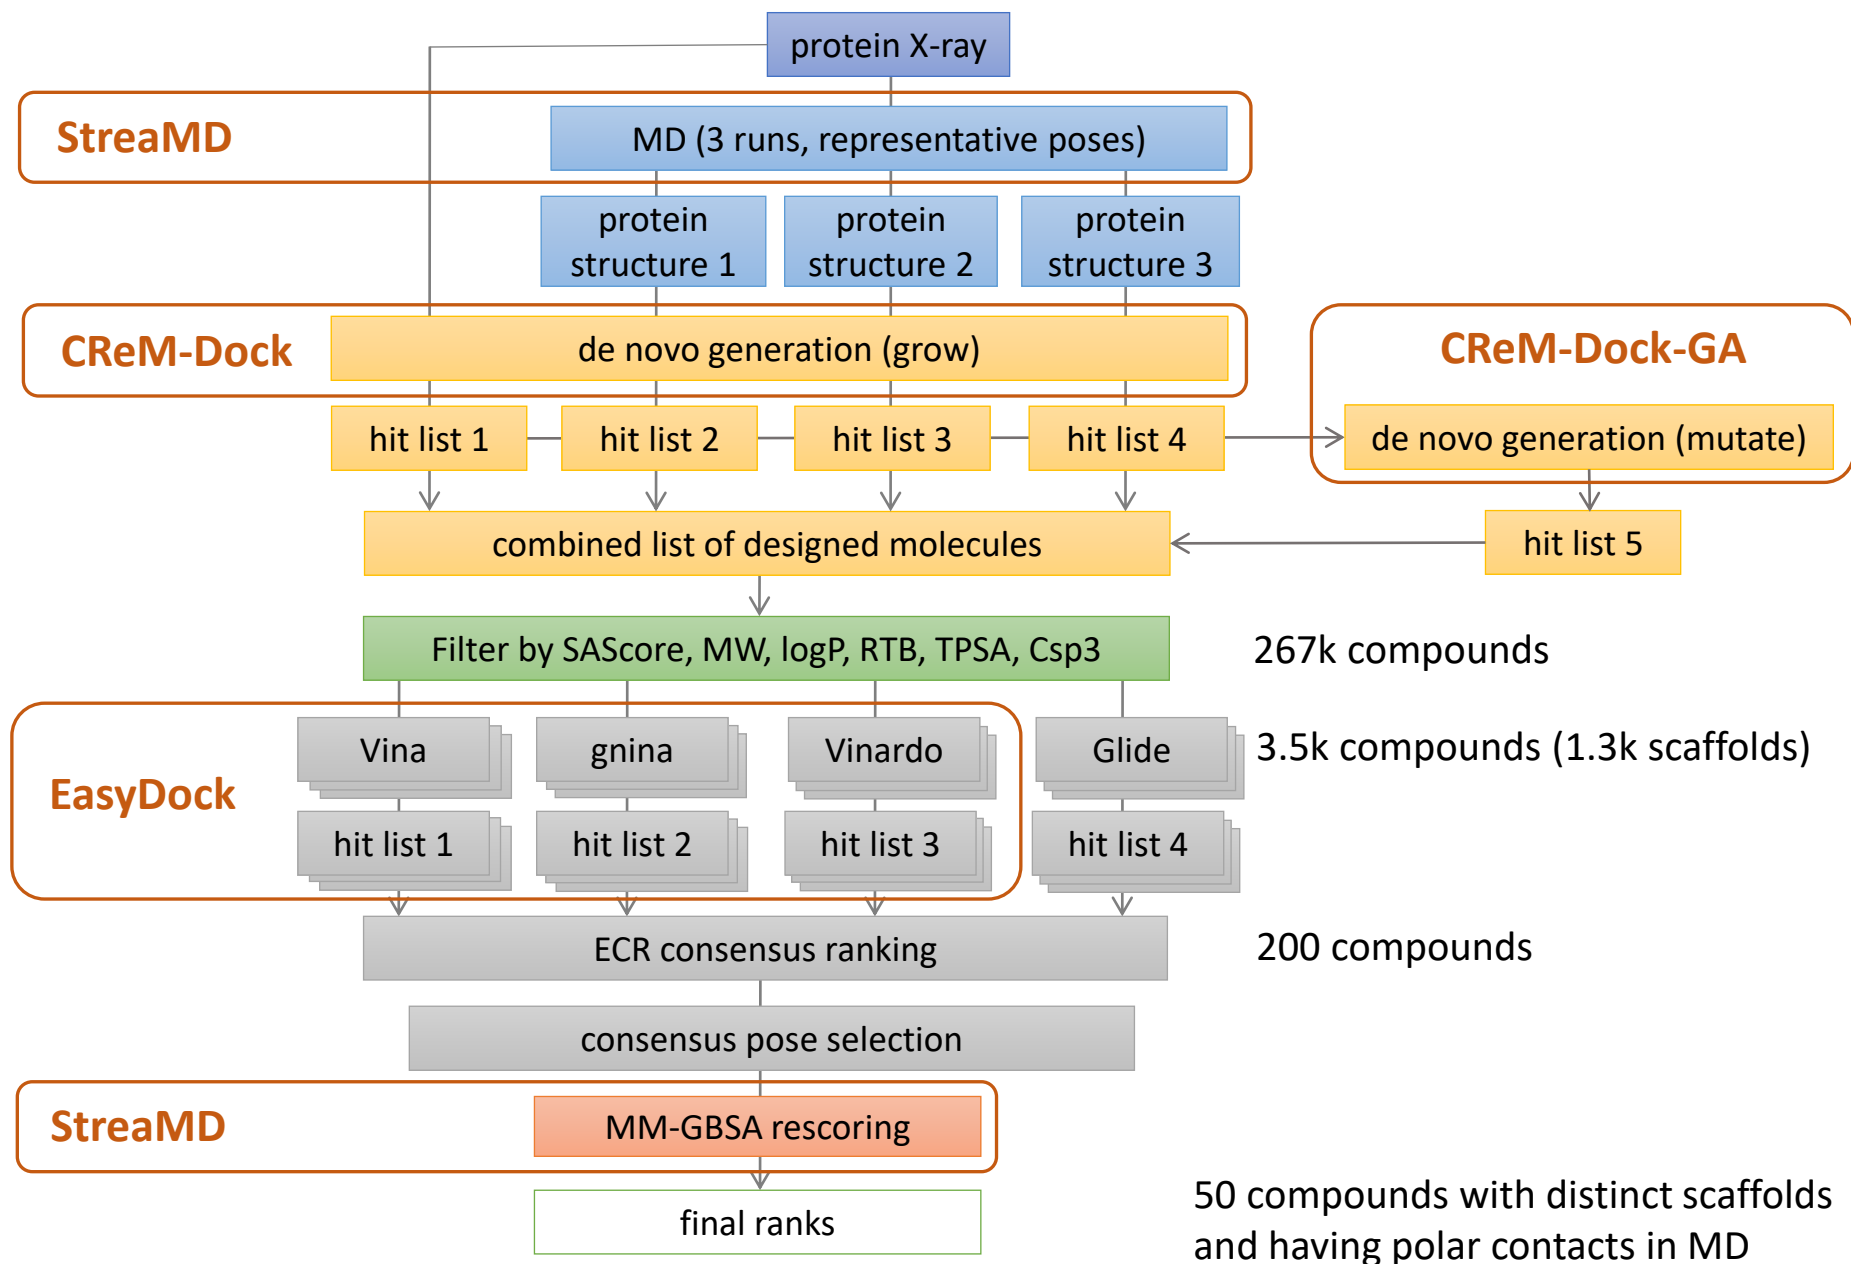 protein X-ray
StreaMD
MD (3 runs, representative poses)
protein
structure 1
protein
structure 2
protein
structure 3
CReM-Dock
de novo generation (grow)
CReM-Dock-GA
hit list 1
hit list 2
hit list 3
hit list 4
de novo generation (mutate)
combined list of designed molecules
hit list 5
Filter by SAScore, MW, logP, RTB, TPSA, Csp3
267k compounds
EasyDock
Vina
gnina
Vinardo
Glide
3.5k compounds (1.3k scaffolds)
hit list 1
hit list 2
hit list 3
hit list 4
ECR consensus ranking
200 compounds
consensus pose selection
StreaMD
MM-GBSA rescoring
final ranks
50 compounds with distinct scaffolds
and having polar contacts in MD